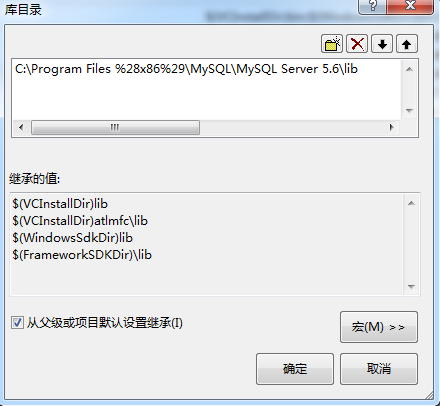 库目录
C:\Program Files %28x86%29\MySQL\MySQL Server 5.6\lib
继承的值:
$(VCInstallDir)lib
$(VCInstallDir)atlmfc\lib
$(WindowsSdkDir)lib
$(FrameworkSDKDir)\lib
从父级或项目默认设置继承(I)
宏(M) >>
确定
取消